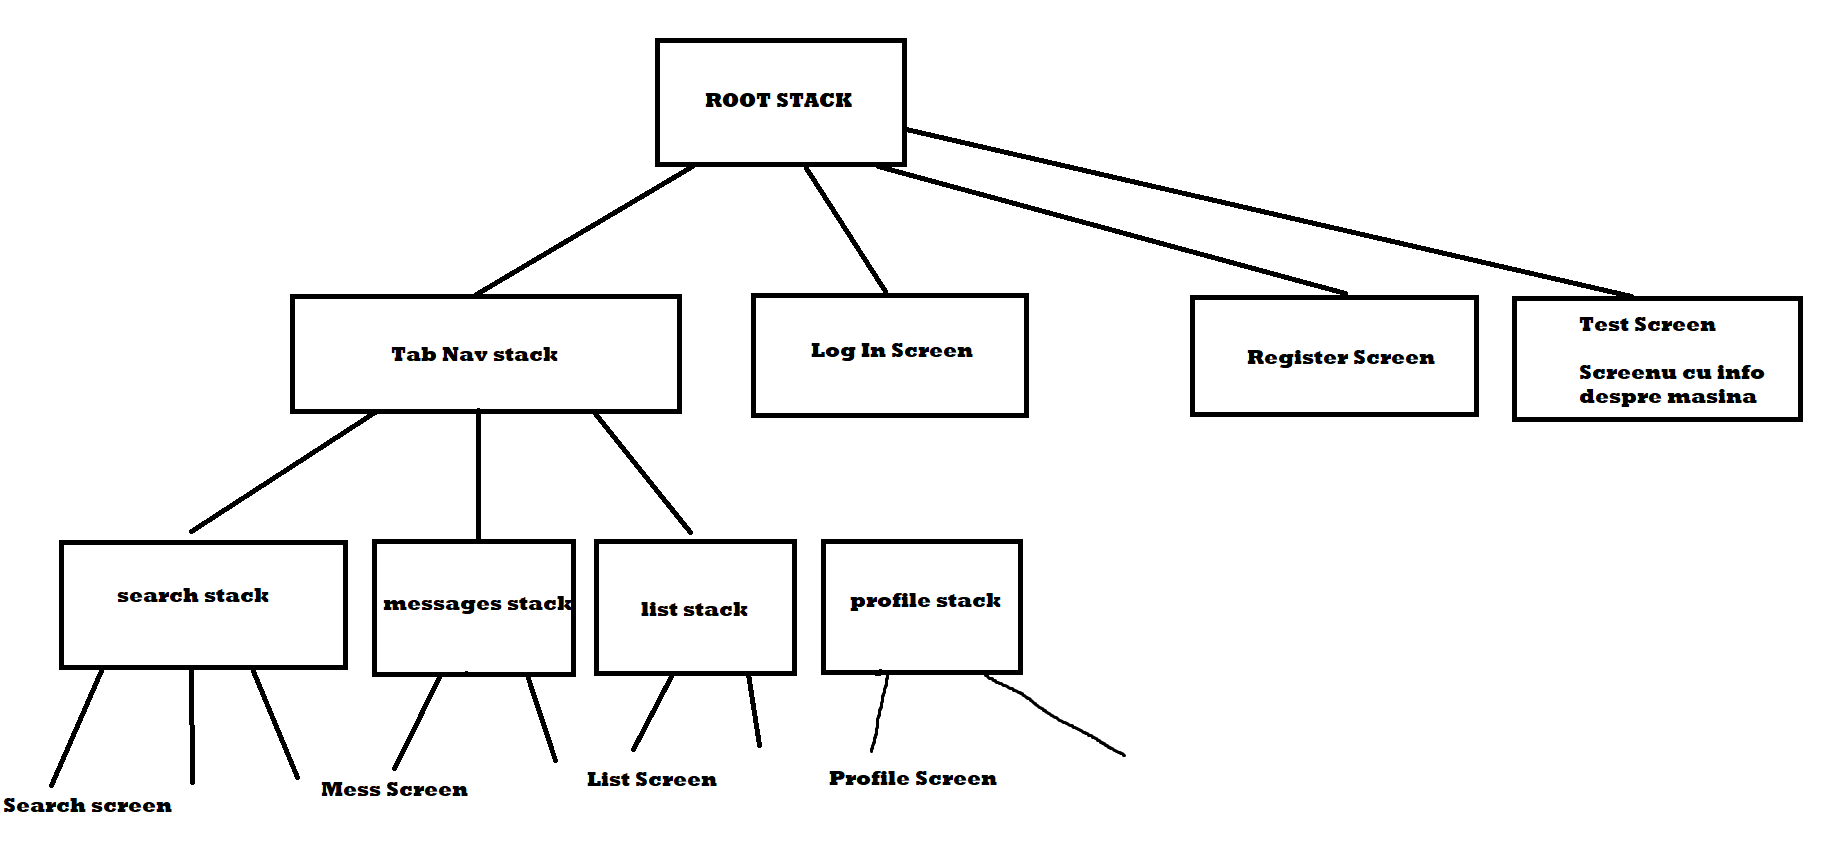 ROOT STACK
Tab Nav stack
Log In Screen
Register Screen
Test Screen
Screenu cu info
despre masina
search stack
messages stack
list stack
profile stack
Search screen
Mess Screen
List Screen
Profile Screen